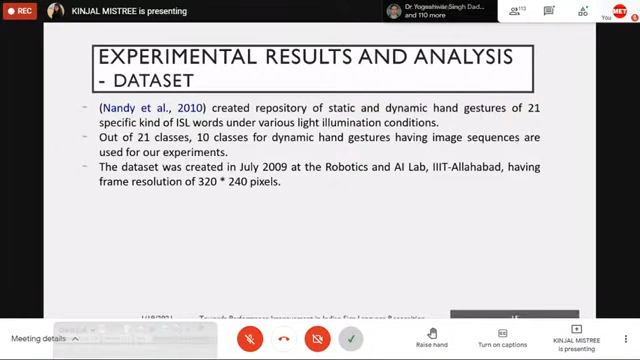 REC
KINJAL MISTREE is presenting
Dr Yogeshwar Singh Dad...
and 110 more
113
You
MET
EXPERIMENTAL RESULTS AND ANALYSIS
- DATASET
– (Nandy et al., 2010) created repository of static and dynamic hand gestures of 21
specific kind of ISL words under various light illumination conditions.
– Out of 21 classes, 10 classes for dynamic hand gestures having image sequences are
used for our experiments.
– The dataset was created in July 2009 at the Robotics and AI Lab, IIIT-Allahabad, having
frame resolution of 320 * 240 pixels.
Towards Performance Improvement in Indian Sign Language Recognition
15
Meeting details
Raise hand
Turn on captions
KINJAL MISTREE
is presenting